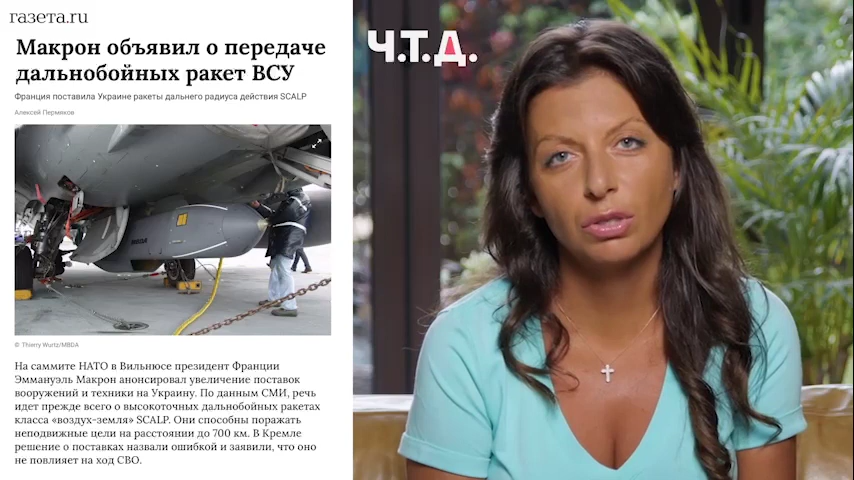 газета.ru
Макрон объявил о передаче
дальнобойных ракет ВСУ
Франция поставила Украине ракеты дальнего радиуса действия SCALP
Алексей Пермяков
© Thierry Wurtz/MBDA
На саммите НАТО в Вильнюсе президент Франции
Эммануэль Макрон анонсировал увеличение поставок
вооружений и техники на Украину. По данным СМИ, речь
идет прежде всего о высокоточных дальнобойных ракетах
класса «воздух-земля» SCALP. Они способны поражать
неподвижные цели на расстоянии до 700 км. В Кремле
решение о поставках назвали ошибкой и заявили, что оно
не повлияет на ход СВО.
Ч.Т.Д.